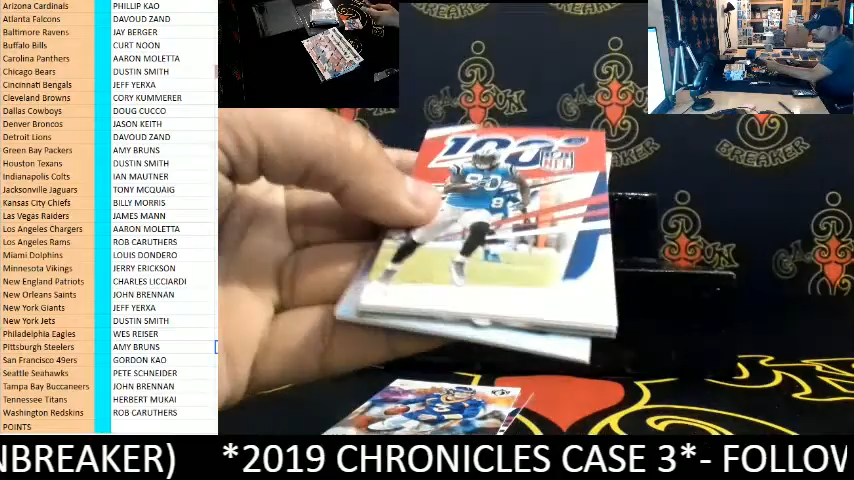 Arizona Cardinals PHILLIP KAO
Atlanta Falcons DAVOUD ZAND
Baltimore Ravens JAY BERGER
Buffalo Bills CURT NOON
Carolina Panthers AARON MOLETTA
Chicago Bears DUSTIN SMITH
Cincinnati Bengals JEFF YERXA
Cleveland Browns CORY KUMMERER
Dallas Cowboys DOUG CUCCO
Denver Broncos JASON KEITH
Detroit Lions DAVOUD ZAND
Green Bay Packers AMY BRUNS
Houston Texans DUSTIN SMITH
Indianapolis Colts IAN MAUTNER
Jacksonville Jaguars TONY MCQUAIG
Kansas City Chiefs BILLY MORRIS
Las Vegas Raiders JAMES MANN
Los Angeles Chargers AARON MOLETTA
Los Angeles Rams ROB CARUTHERS
Miami Dolphins LOUIS DONDERO
Minnesota Vikings JERRY ERICKSON
New England Patriots CHARLES LICCIARDI
New Orleans Saints JOHN BRENNAN
New York Giants JEFF YERXA
New York Jets DUSTIN SMITH
Philadelphia Eagles WES REISER
Pittsburgh Steelers AMY BRUNS
San Francisco 49ers GORDON KAO
Seattle Seahawks PETE SCHNEIDER
Tampa Bay Buccaneers JOHN BRENNAN
Tennessee Titans HERBERT MUKAI
Washington Redskins ROB CARUTHERS
POINTS
100
80
BREAKER
BREAKER
BREAKER
NBREAKER) *2019 CHRONICLES CASE 3*- FOLLOW